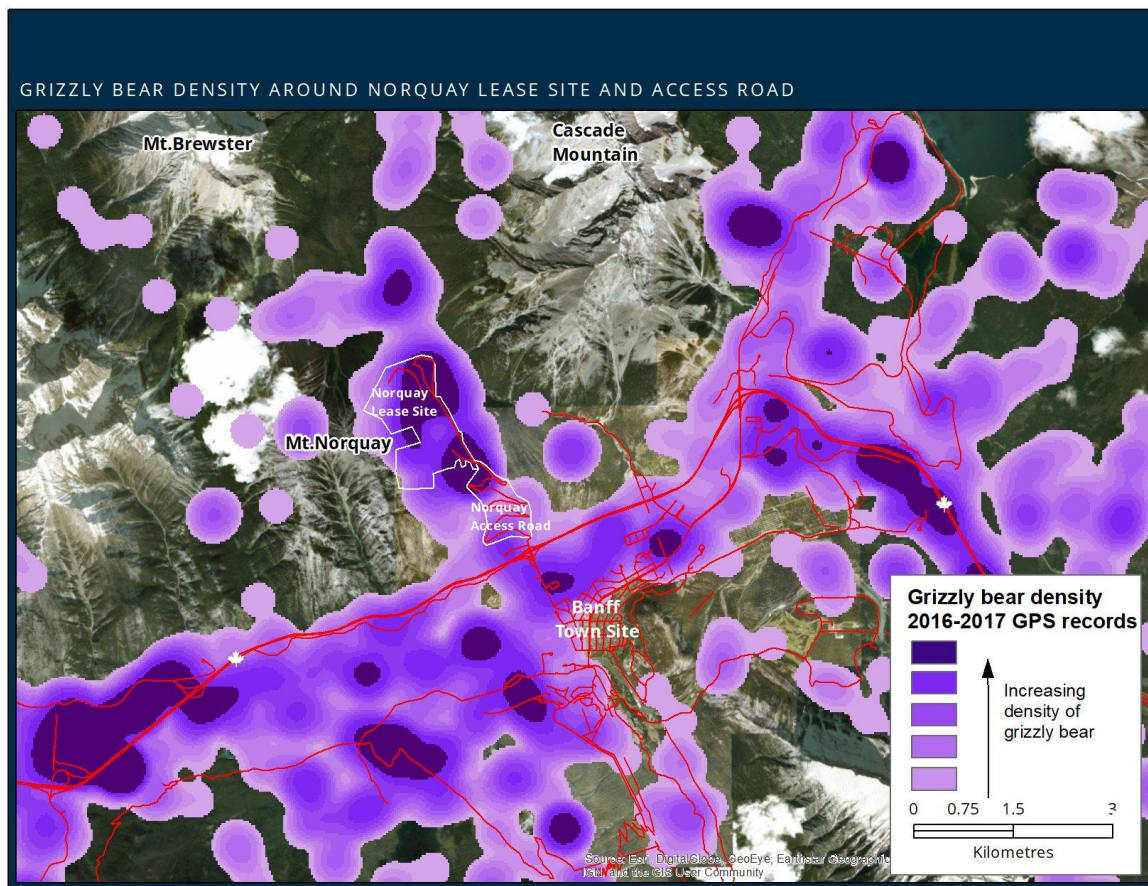 GRIZZLY BEAR DENSITY AROUND NORQUAY LEASE SITE AND ACCESS ROAD
Mt.Brewster
Cascade
Mountain
Norquay
Lease Site
Mt.Norquay
Norquay
Access Road
Banff
Town Site
Grizzly bear density
2016-2017 GPS records
Increasing
density of
grizzly bear
0 0.75 1.5 3
Kilometres
Source: Esri, DigitalGlobe, GeoEye, Earthstar Geographic
IGN, and the GIS User Community